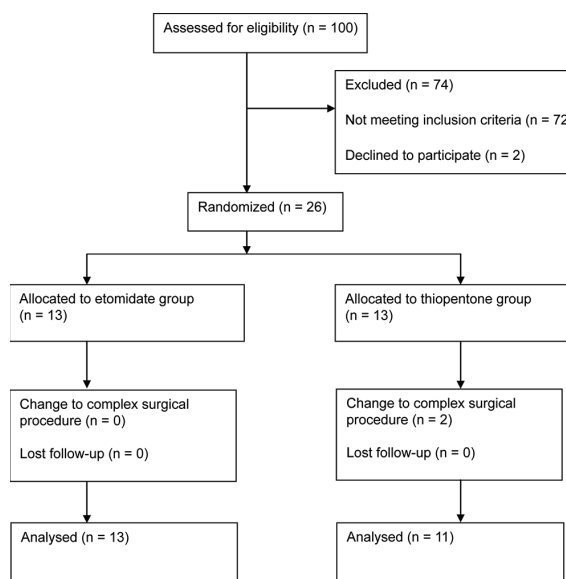 Assessed for eligibility (n = 100)
Excluded (n = 74)
Not meeting inclusion criteria (n = 72
Declined to participate (n = 2)
Randomized (n = 26)
Allocated to etomidate group
(n = 13)
Allocated to thiopentone group
(n = 13)
Change to complex surgical
procedure (n = 0)
Lost follow-up (n = 0)
Change to complex surgical
procedure (n = 2)
Lost follow-up (n = 0)
Analysed (n = 13)
Analysed (n = 11)